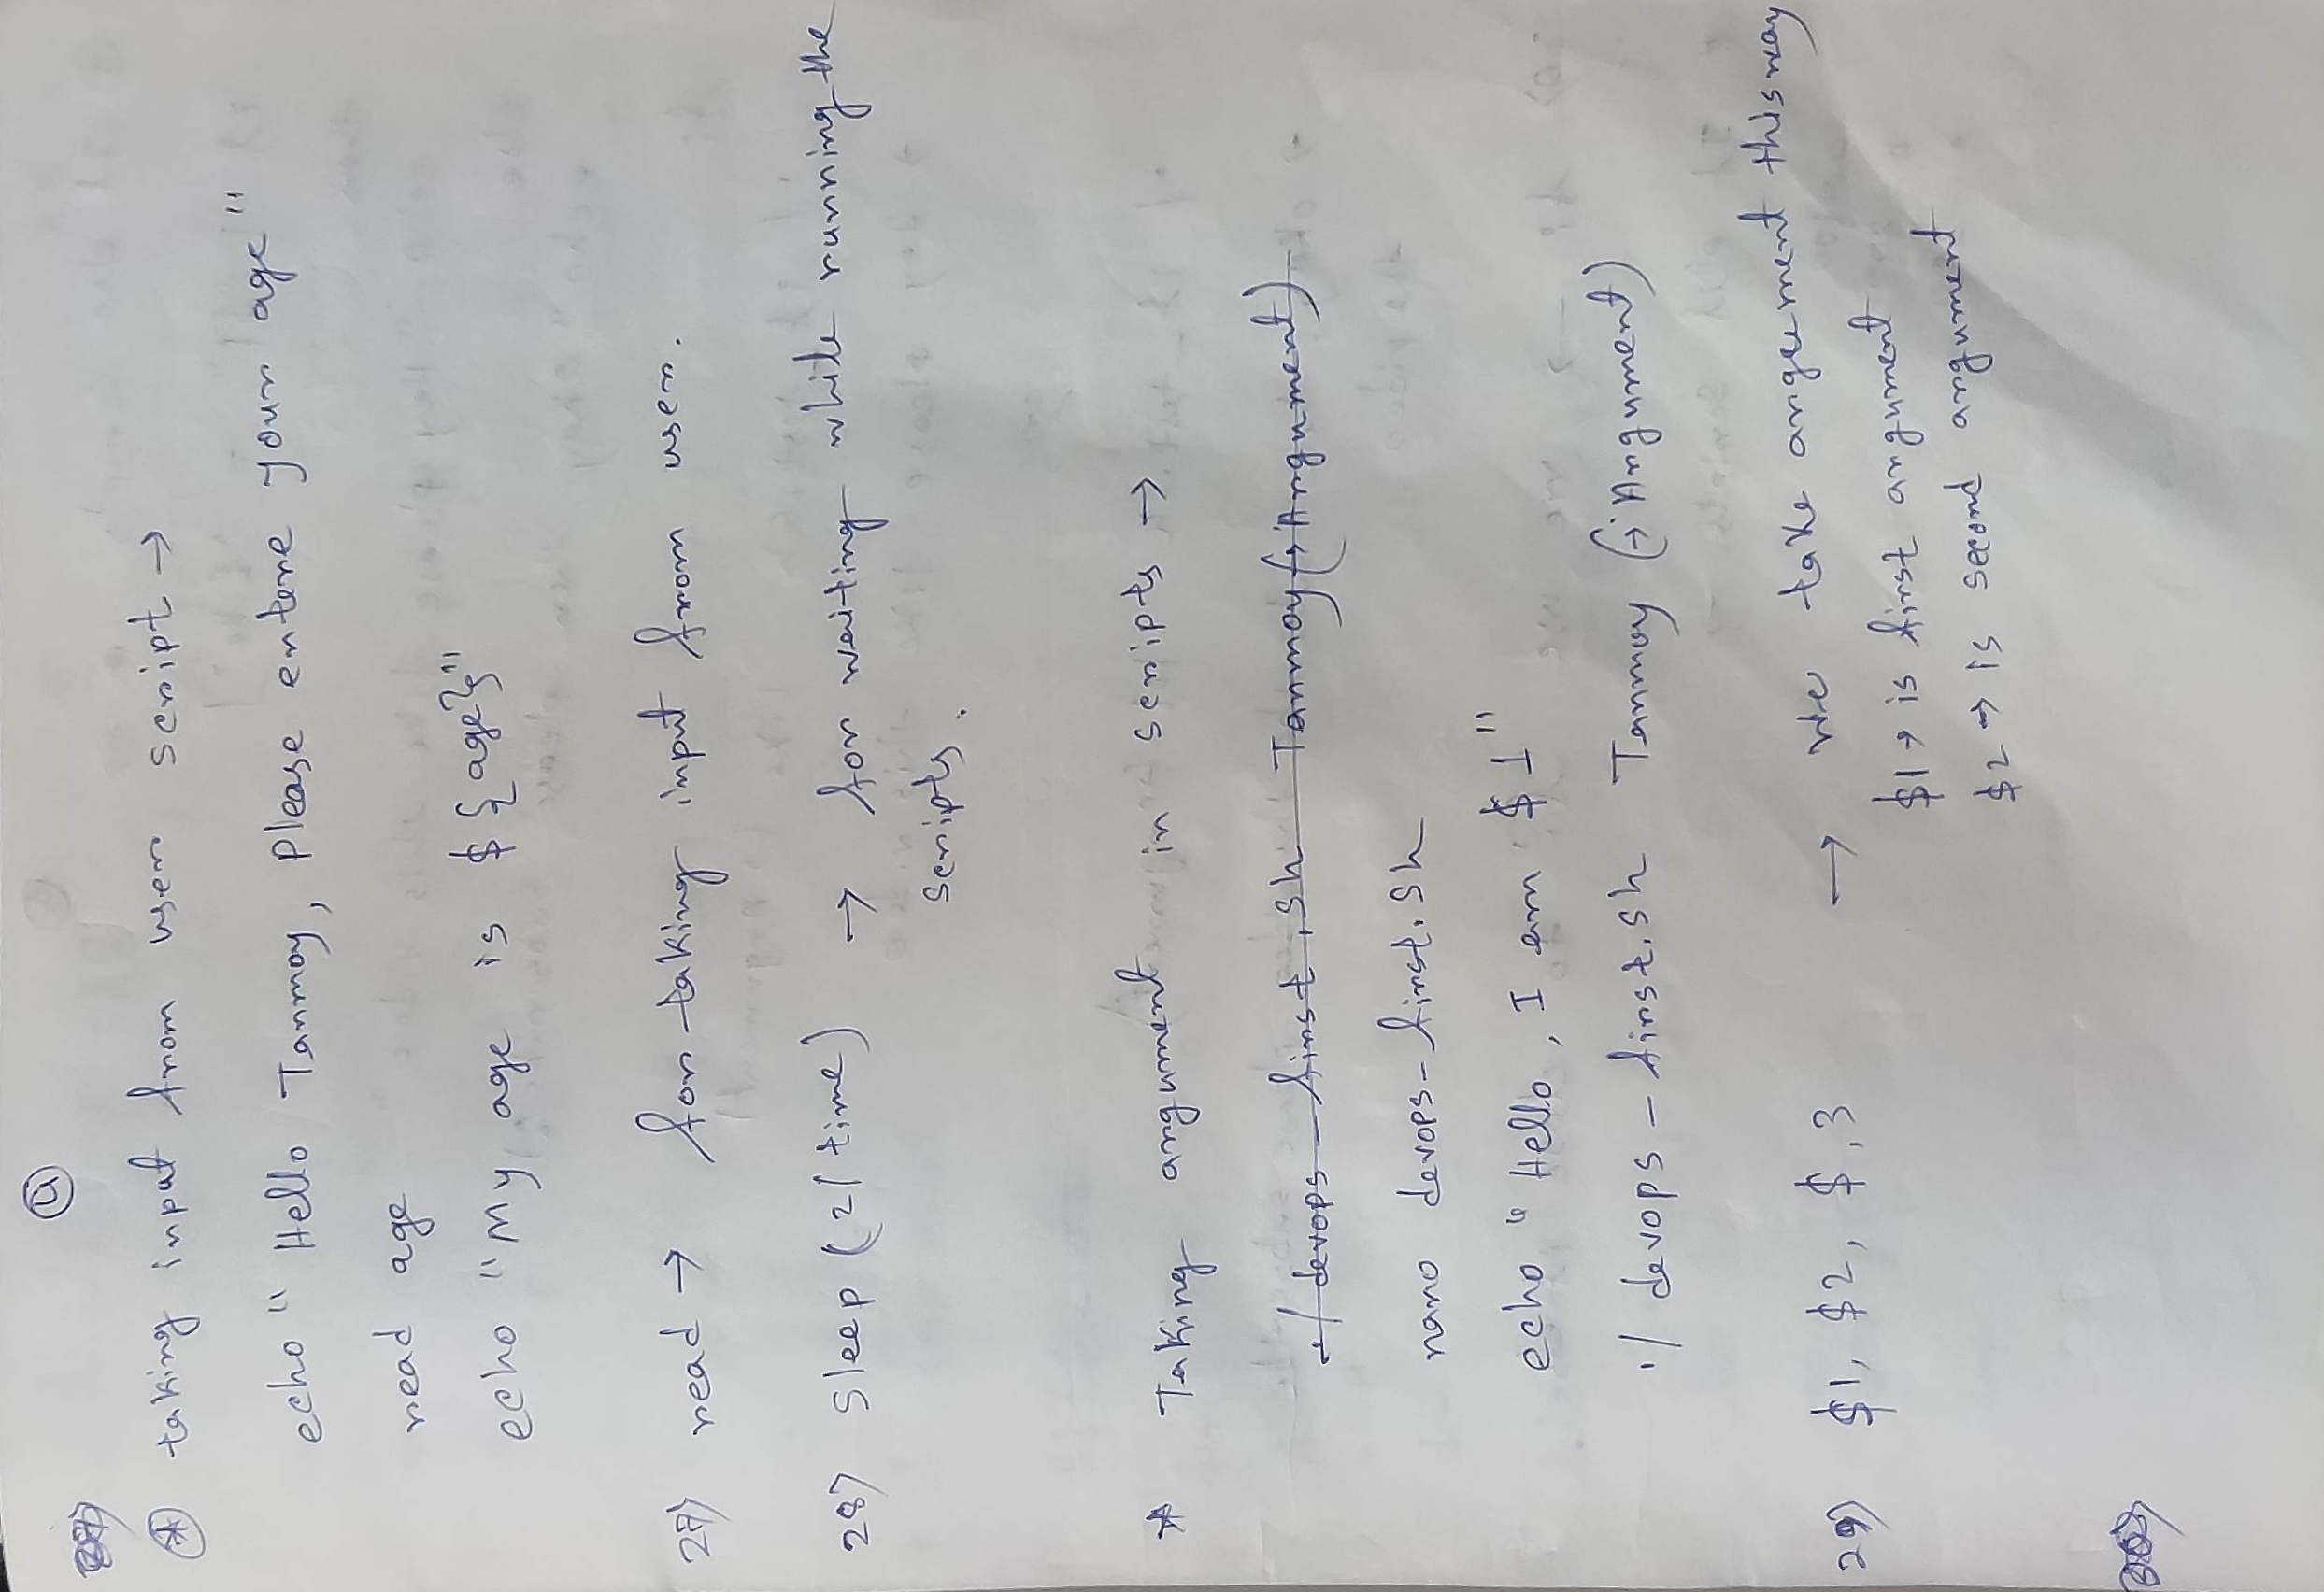 4
* taking input from user script →
echo " Hello Tanmoy, Please entere your age "
read age
echo "My age is ${age}"
27) read → for taking input from user.
28) Sleep (2/ time) → for waiting while running the
scripts.
* Taking argument in scripts →
./ devops - first.sh Tanmoy (→ Argument)
nano devops - first.sh
echo " Hello, I am $1"
./ devops - first.sh Tanmoy (→ Argument)
29) $1, $2, $,3 → We take argument this way
$1 → is first argument
$2 → is second argument